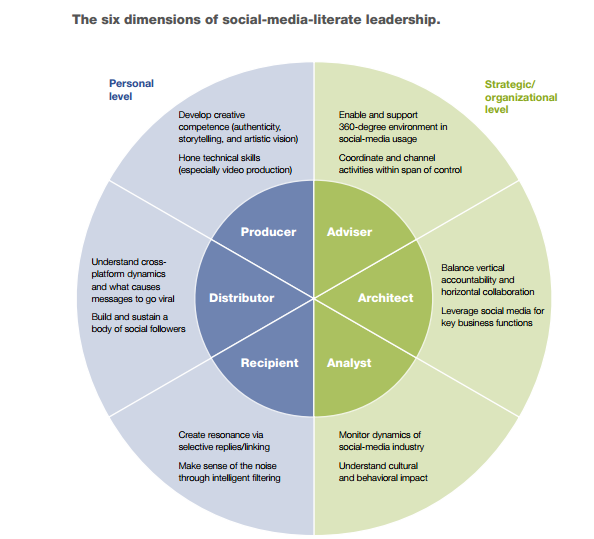 The six dimensions of social-media-literate leadership.
Personal
level
Strategic/
organizational
level
Develop creative
competence (authenticity,
storytelling, and artistic vision)
Hone technical skills
(especially video production)
Enable and support
360-degree environment in
social-media usage
Coordinate and channel
activities within span of control
Producer
Adviser
Understand cross-
platform dynamics
and what causes
messages to go viral
Build and sustain a
body of social followers
Distributor
Architect
Balance vertical
accountability and
horizontal collaboration
Leverage social media for
key business functions
Recipient
Analyst
Create resonance via
selective replies/linking
Make sense of the noise
through intelligent filtering
Monitor dynamics of
social-media industry
Understand cultural
and behavioral impact